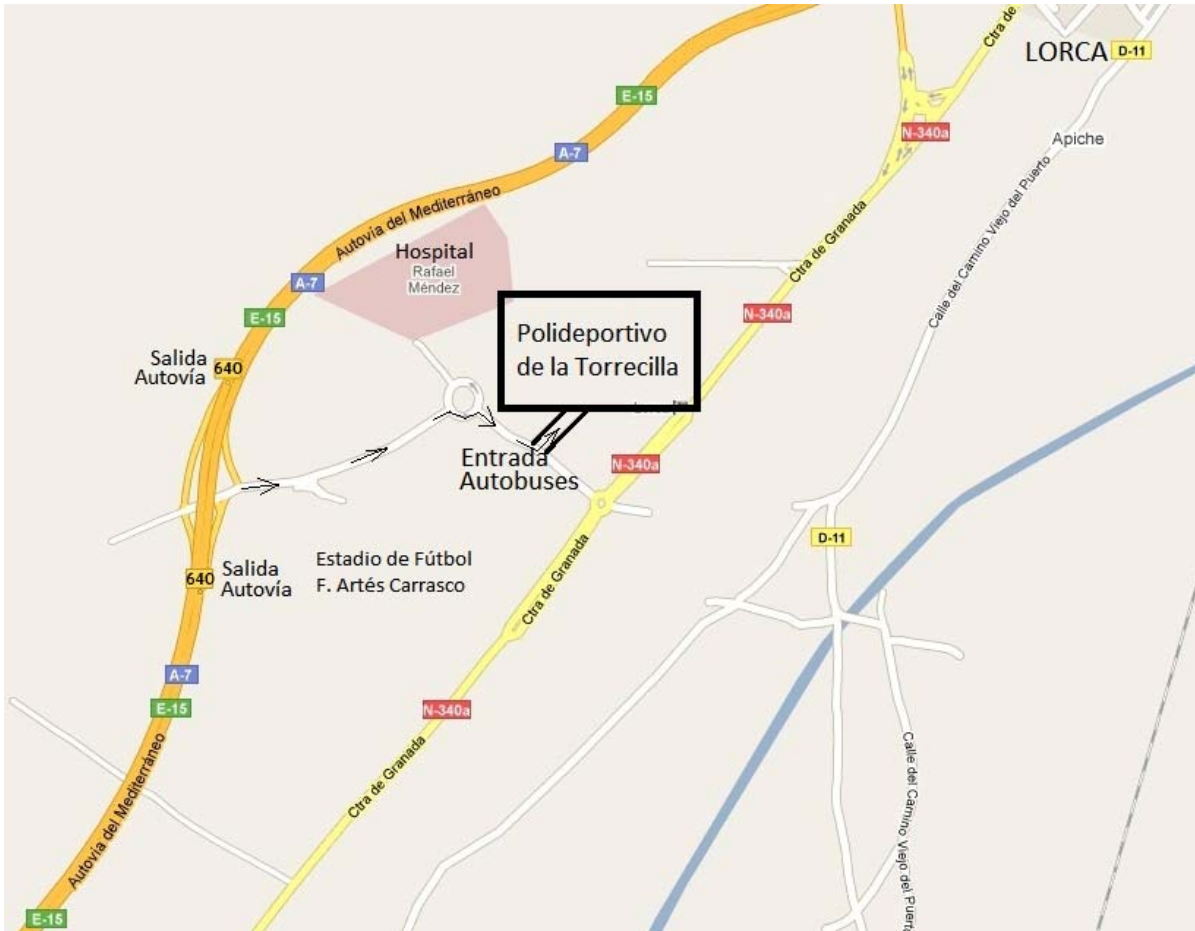 Ctra de
LORCA
D-11
E-15
N-340a
Apiche
A-7
Autovía del Mediterráneo
Hospital
Rafael
Méndez
Ctra de Granada
Calle del Camino Viejo del Puerto
A-7
E-15
N-340a
Polideportivo
de la Torrecilla
Salida
Autovía
640
Entrada
Autobuses
N-340a
D-11
Estadio de Fútbol
F. Artés Carrasco
640
Salida
Autovía
Ctra de Granada
A-7
E-15
N-340a
Autovía del Mediterráneo
Ctra de Granada
Calle del Camino Viejo del Puerto
E-15